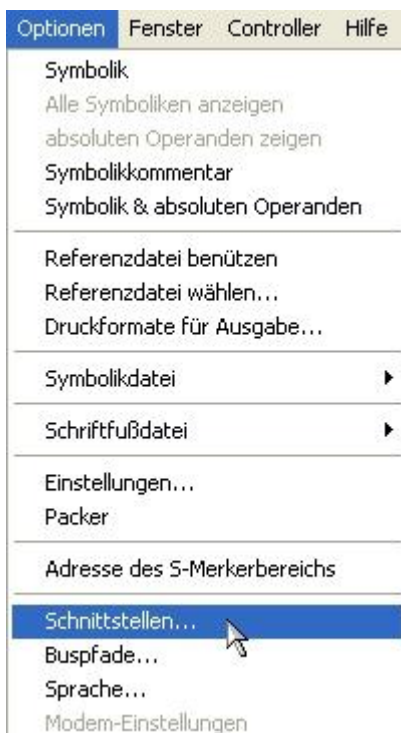 Optionen Fenster Controller Hilfe
Symbolik
Alle Symboliken anzeigen
absoluten Operanden zeigen
Symbolikkommentar
Symbolik & absoluten Operanden
Referenzdatei benützen
Referenzdatei wählen...
Druckformate für Ausgabe...
Symbolikdatei
Schriftfußdatei
Einstellungen...
Packer
Adresse des S-Merkerbereichs
Schnittstellen...
Buspfade...
Sprache...
Modem-Einstellungen